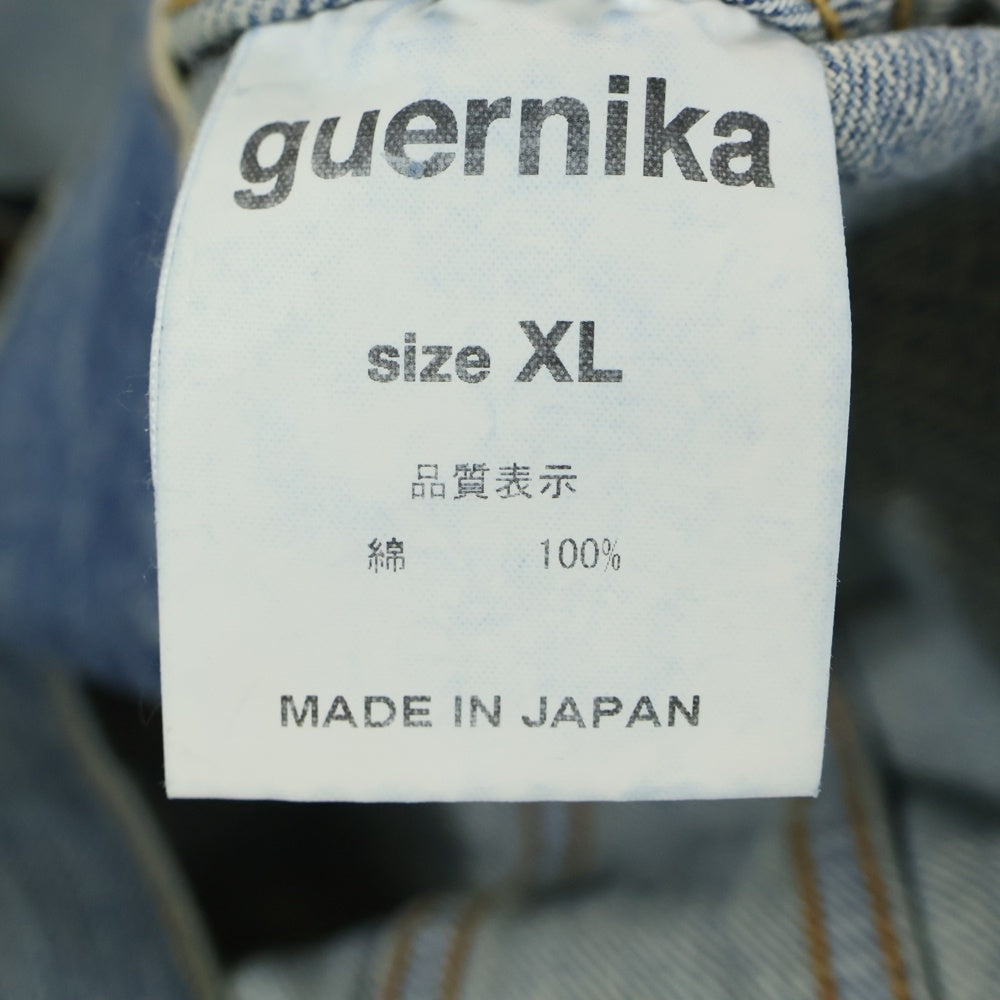 guernika
size XL
品質表示
綿 100%
MADE IN JAPAN